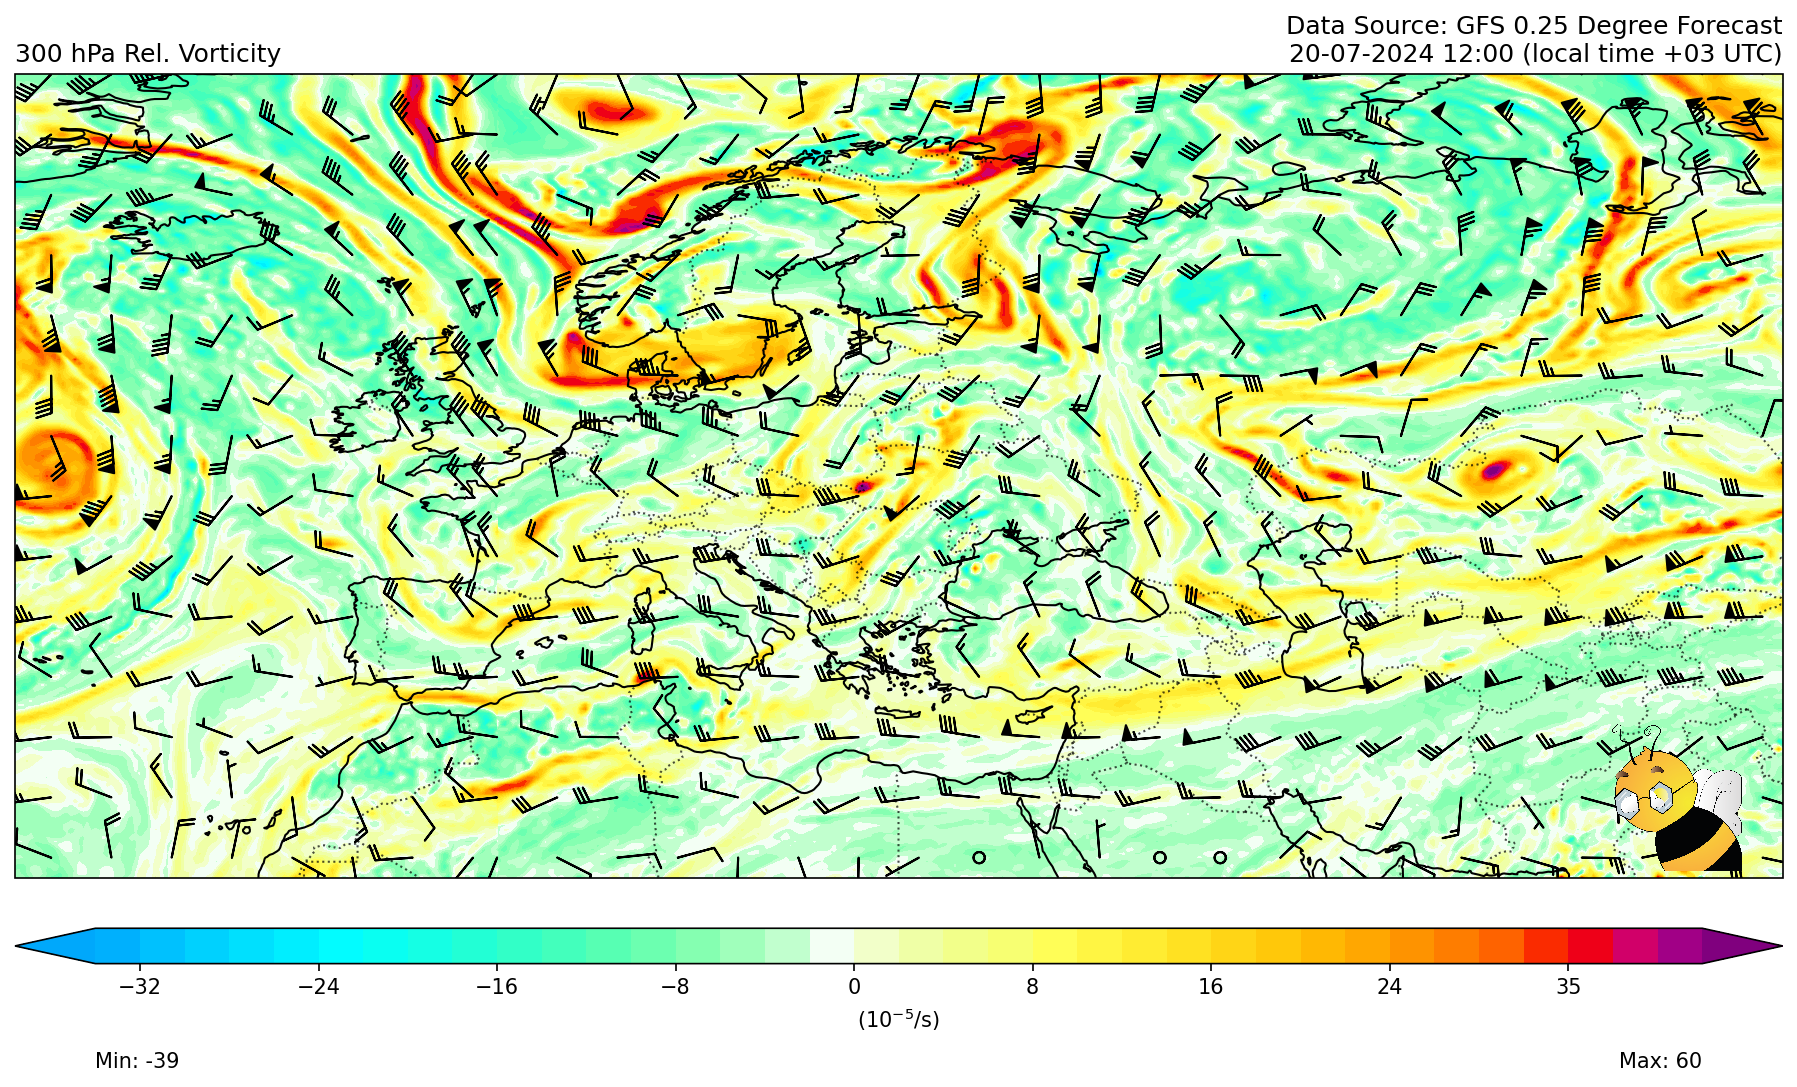 Data Source: GFS 0.25 Degree Forecast
300 hPa Rel. Vorticity
20-07-2024 12:00 (local time +03 UTC)
−32 −24 −16 −8 0 8 16 24 35
(10⁻⁵/s)
Min: -39 Max: 60